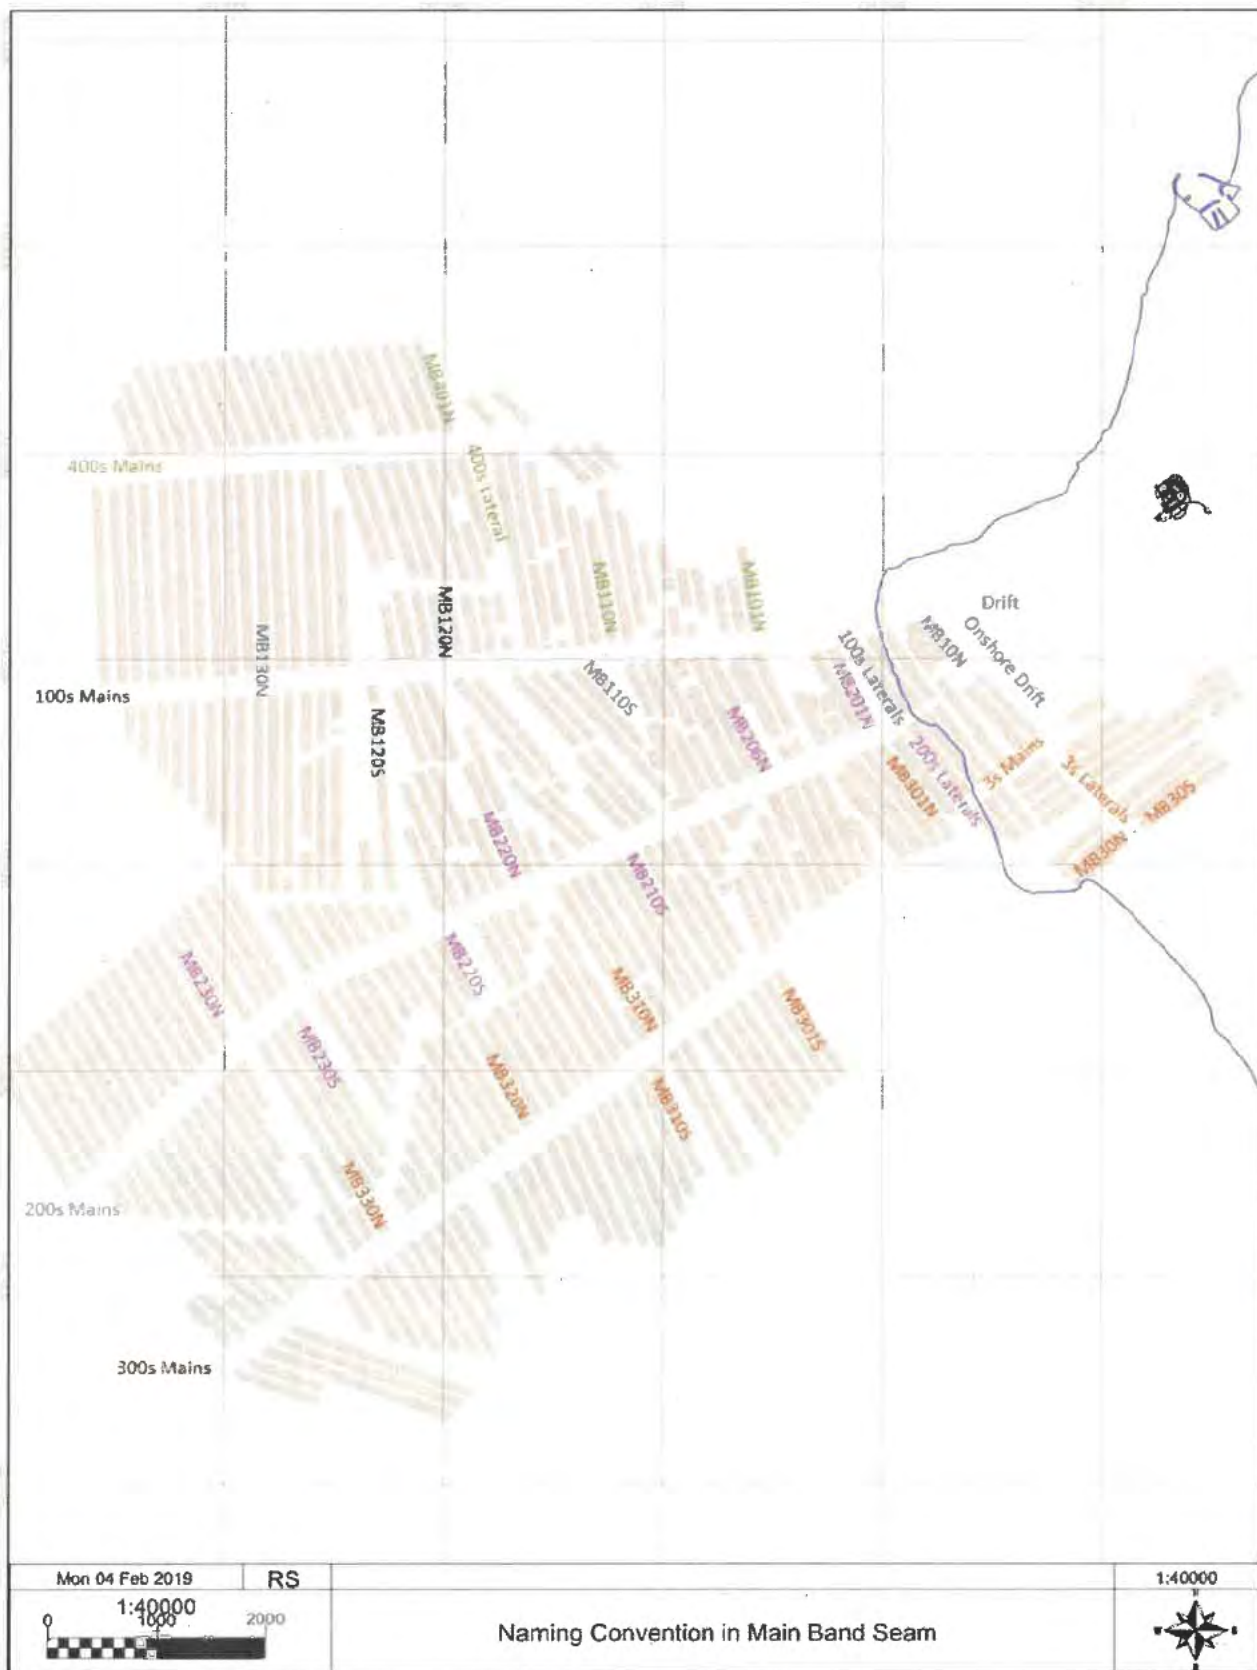 MB401N
400s Mains
400s Lateral
MB110N
MB101N
MB120N
Drift
Onshore Drift
MB10N
100s Laterals
MB130N
MB110S
MB201N
100s Mains
MB120S
MB206N
200s Laterals
3s Mains
3s Laterals
MB301N
MB30S
MB220N
MB40N
MB210S
MB220S
MB230N
MB310N
MB301S
MB230S
MB320N
MB310S
MB330N
200s Mains
300s Mains
Mon 04 Feb 2019
RS
1:40000
1:40000
0 1000 2000
Naming Convention in Main Band Seam